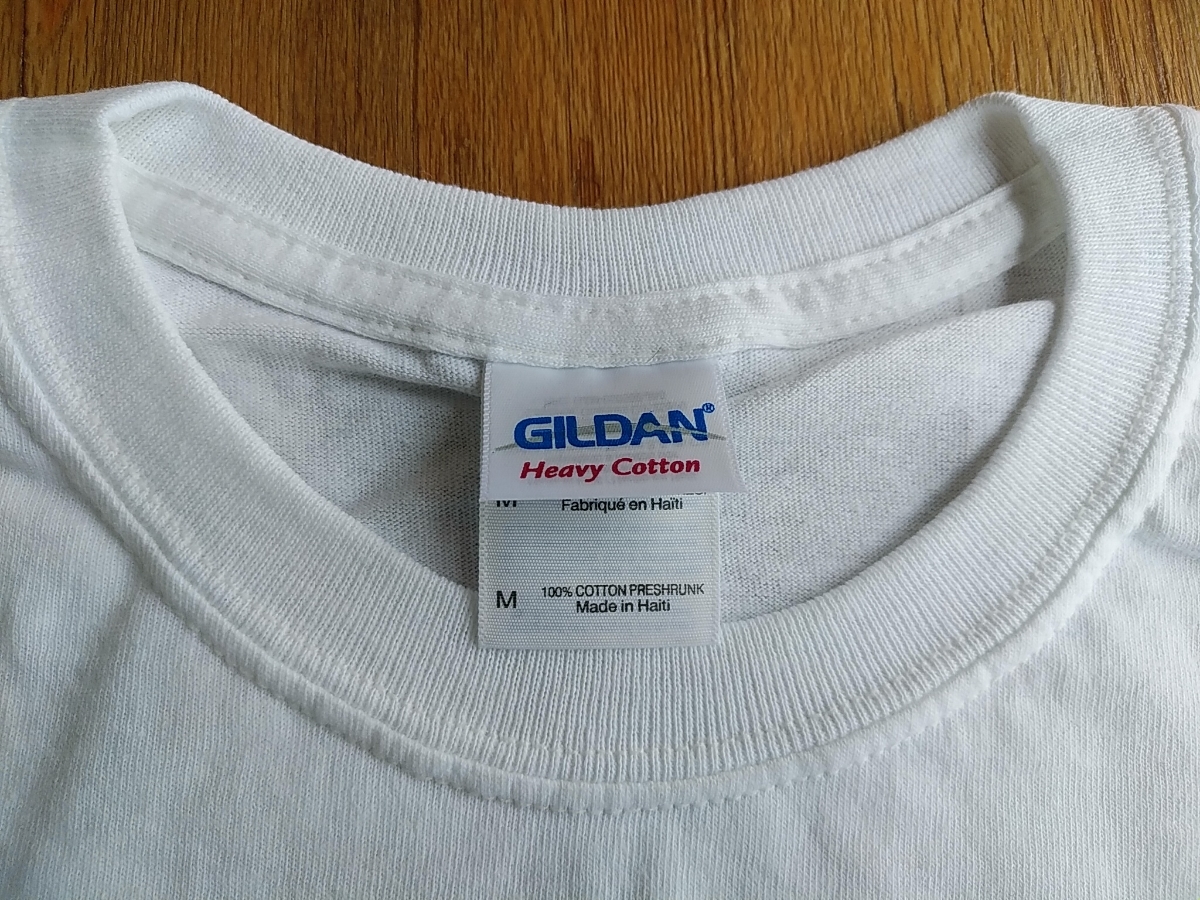 GILDAN®
Heavy Cotton
M
Fabriqué en Haïti
M 100% COTTON PRESHRUNK
Made in Haiti